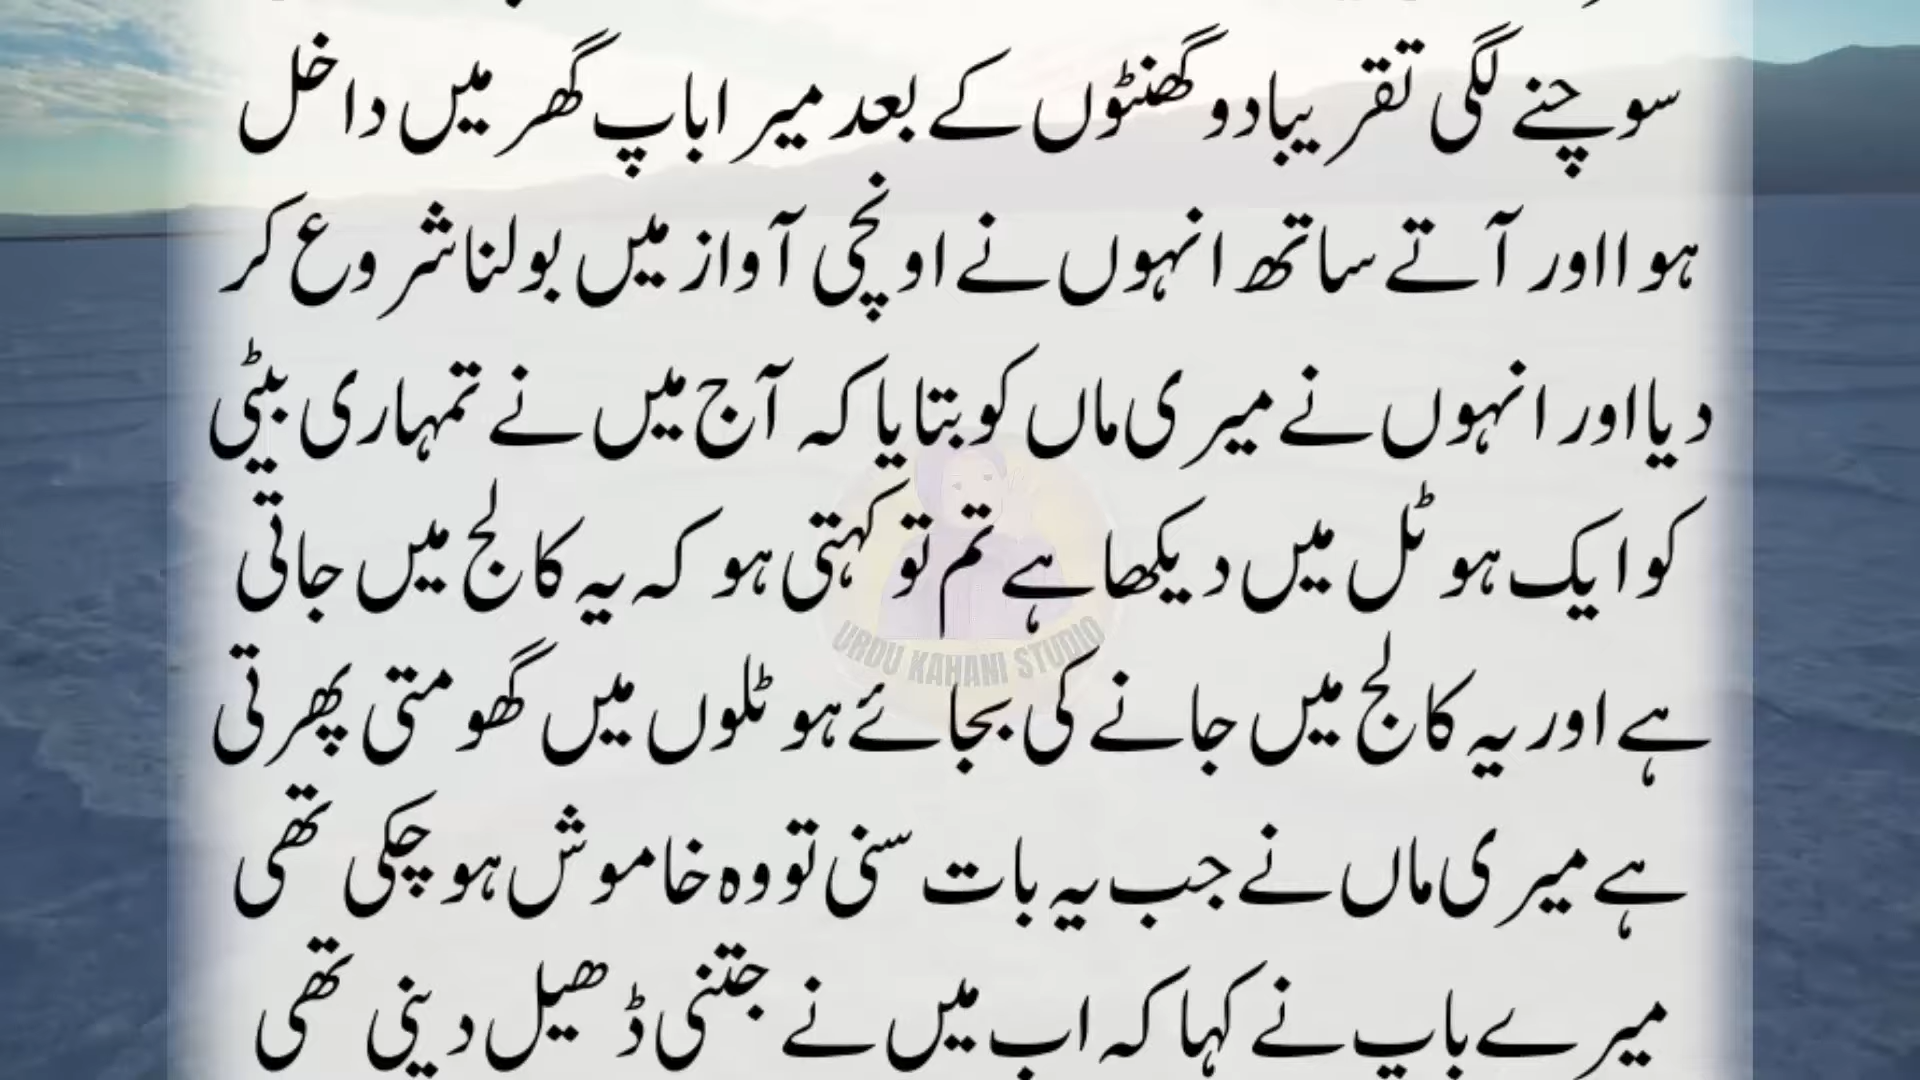 سوچنے لگی تقریبا دو گھنٹوں کے بعد میرا باپ گھر میں داخل
ہوا اور آتے ساتھ انہوں نے اونچی آواز میں بولنا شروع کر
دیا اور انہوں نے میری ماں کو بتایا کہ آج میں نے تمہاری بیٹی
کو ایک ہوٹل میں دیکھا ہے تم تو کہتی ہو کہ یہ کالج میں جاتی
URDU KAHANI STUDIO
ہے اور یہ کالج میں جانے کی بجائے ہوٹلوں میں گھومتی پھرتی
ہے میری ماں نے جب یہ بات سنی تو وہ خاموش ہو چکی تھی
میرے باپ نے کہا کہ اب میں نے جتنی ڈھیل دینی تھی